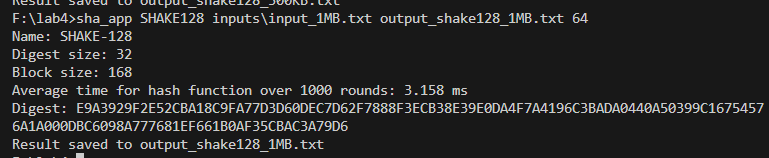 Result saved to output_shake128_500KB.txt
F:\lab4>sha_app SHAKE128 inputs\input_1MB.txt output_shake128_1MB.txt 64
Name: SHAKE-128
Digest size: 32
Block size: 168
Average time for hash function over 1000 rounds: 3.158 ms
Digest: E9A3929F2E52CBA18C9FA77D3D60DEC7D62F7888F3ECB38E39E0DA4F7A4196C3BADA0440A50399C1675457
6A1A000DBC6098A777681EF661B0AF35CBAC3A79D6
Result saved to output_shake128_1MB.txt